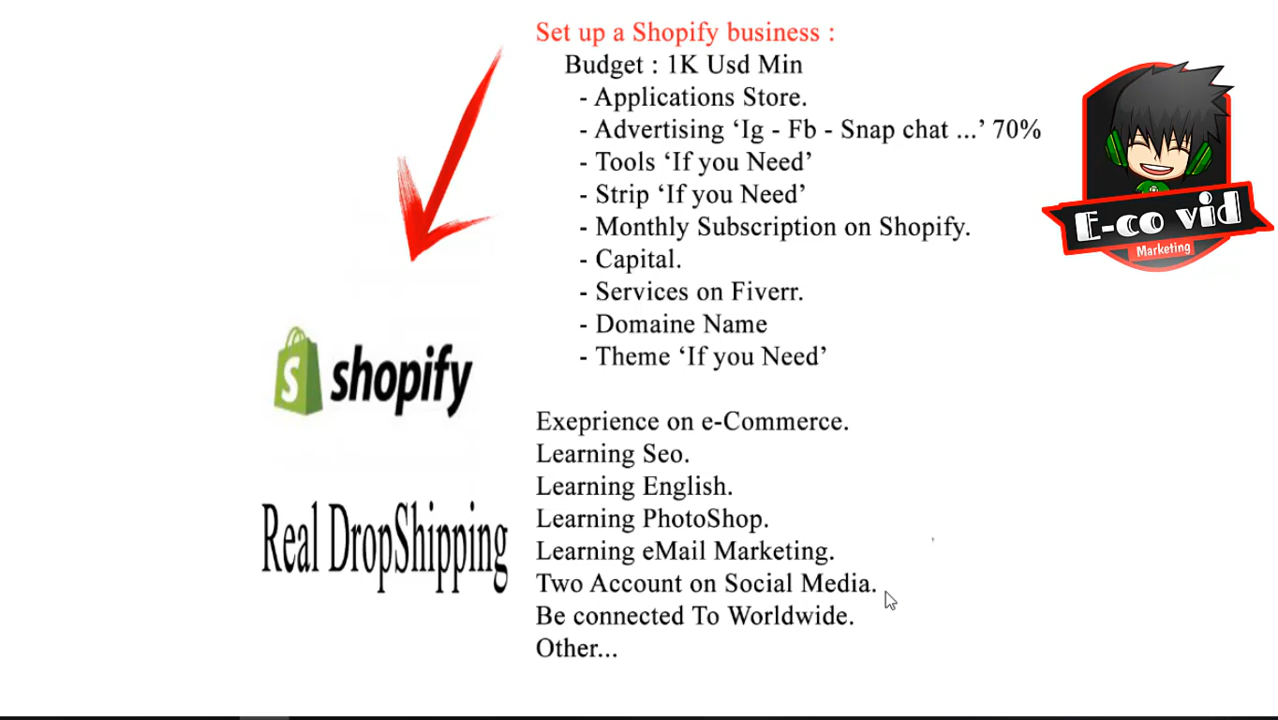 Set up a Shopify business :
Budget : 1K Usd Min
- Applications Store.
- Advertising ‘Ig - Fb - Snap chat ...’ 70%
- Tools ‘If you Need’
- Strip ‘If you Need’
- Monthly Subscription on Shopify.
- Capital.
- Services on Fiverr.
- Domaine Name
- Theme ‘If you Need’
Exeprience on e-Commerce.
Learning Seo.
Learning English.
Learning PhotoShop.
Learning eMail Marketing.
Two Account on Social Media.
Be connected To Worldwide.
Other...
shopify
Real DropShipping
E-co vid
Marketing